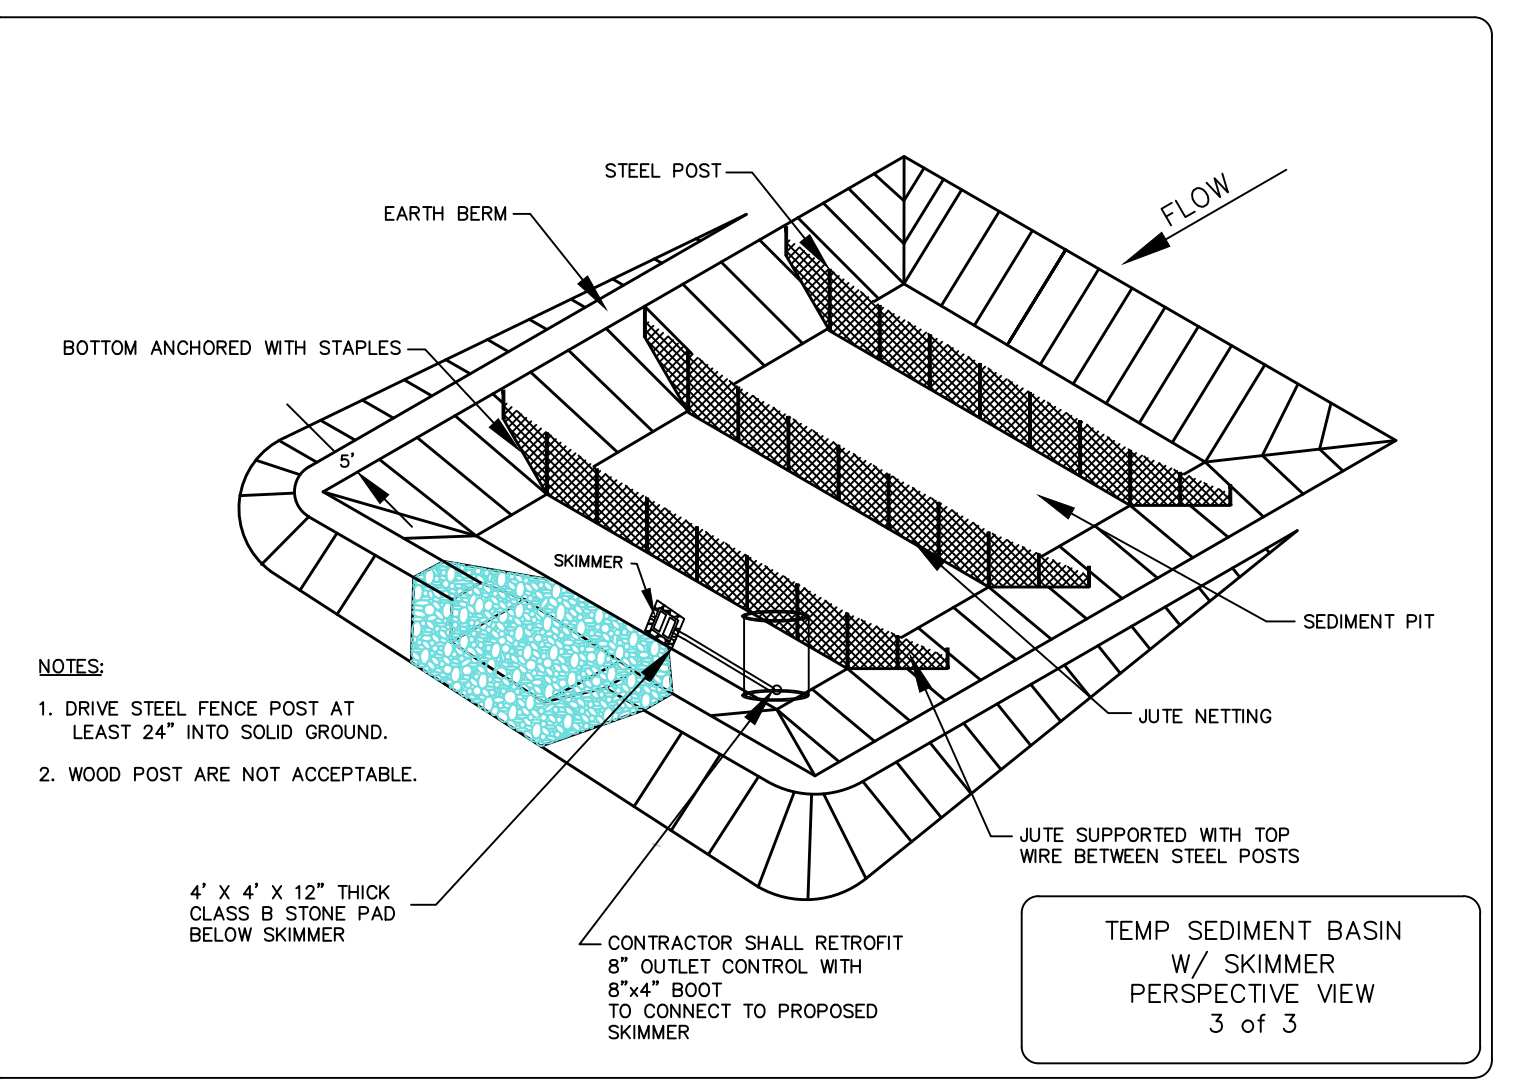 STEEL POST
FLOW
EARTH BERM
BOTTOM ANCHORED WITH STAPLES
5'
SKIMMER
SEDIMENT PIT
NOTES:
1. DRIVE STEEL FENCE POST AT
LEAST 24" INTO SOLID GROUND.
2. WOOD POST ARE NOT ACCEPTABLE.
JUTE NETTING
JUTE SUPPORTED WITH TOP
WIRE BETWEEN STEEL POSTS
4' X 4' X 12" THICK
CLASS B STONE PAD
BELOW SKIMMER
CONTRACTOR SHALL RETROFIT
8" OUTLET CONTROL WITH
8"x4" BOOT
TO CONNECT TO PROPOSED
SKIMMER
TEMP SEDIMENT BASIN
W/ SKIMMER
PERSPECTIVE VIEW
3 of 3